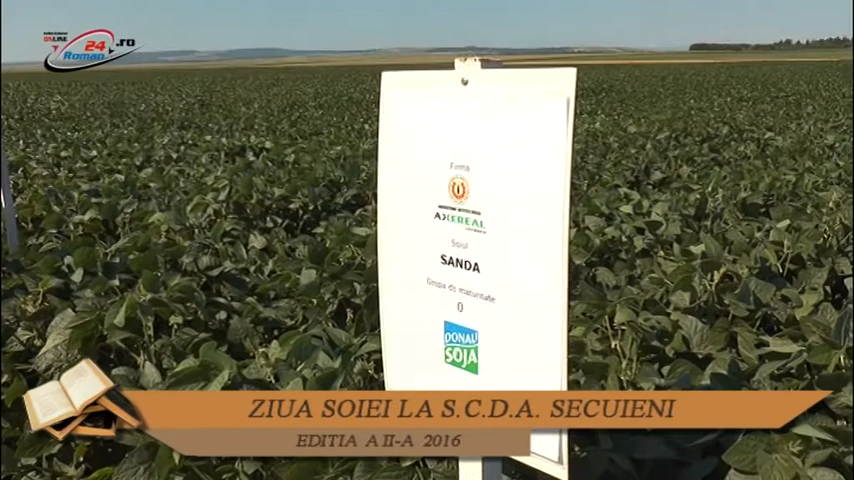 24 .ro
Roman
Firma
AXEREAL
Soiul
SANDA
Grupa de maturitate
0
DONAU
SOJA
ZIUA SOIEI LA S.C.D.A. SECUIENI
EDITIA A II-A 2016